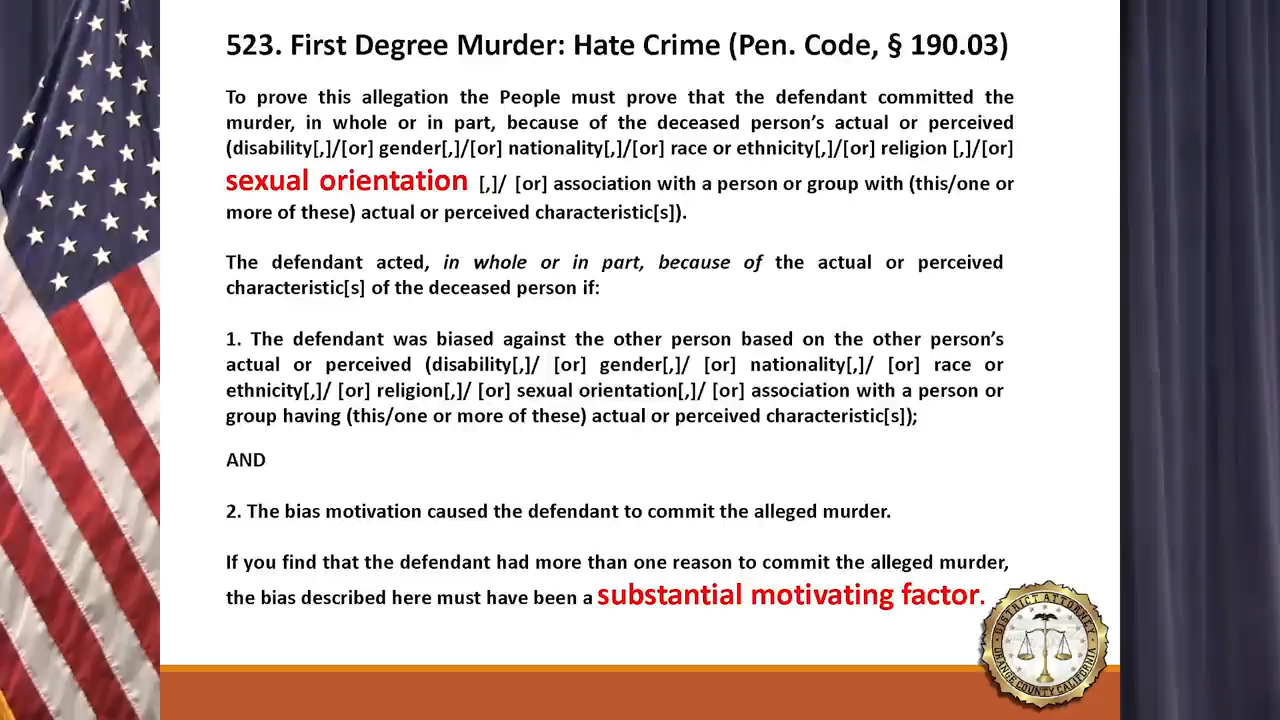 523. First Degree Murder: Hate Crime (Pen. Code, § 190.03)
To prove this allegation the People must prove that the defendant committed the
murder, in whole or in part, because of the deceased person's actual or perceived
(disability[,]/[or] gender[,]/[or] nationality[,]/[or] race or ethnicity[,]/[or] religion [,]/[or]
sexual orientation [,]/ [or] association with a person or group with (this/one or
more of these) actual or perceived characteristic[s]).
The defendant acted, in whole or in part, because of the actual or perceived
characteristic[s] of the deceased person if:
1. The defendant was biased against the other person based on the other person's
actual or perceived (disability[,]/ [or] gender[,]/ [or] nationality[,]/ [or] race or
ethnicity[,]/ [or] religion[,]/ [or] sexual orientation[,]/ [or] association with a person or
group having (this/one or more of these) actual or perceived characteristic[s]);
AND
2. The bias motivation caused the defendant to commit the alleged murder.
If you find that the defendant had more than one reason to commit the alleged murder,
the bias described here must have been a substantial motivating factor.
DISTRICT ATTORNEY
ORANGE COUNTY CALIFORNIA